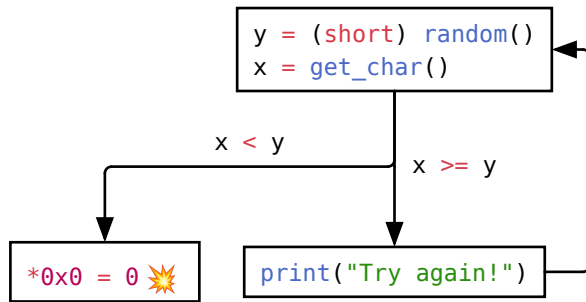 y = (short) random()
x = get_char()
x < y
x >= y
*0x0 = 0 💥
print("Try again!")